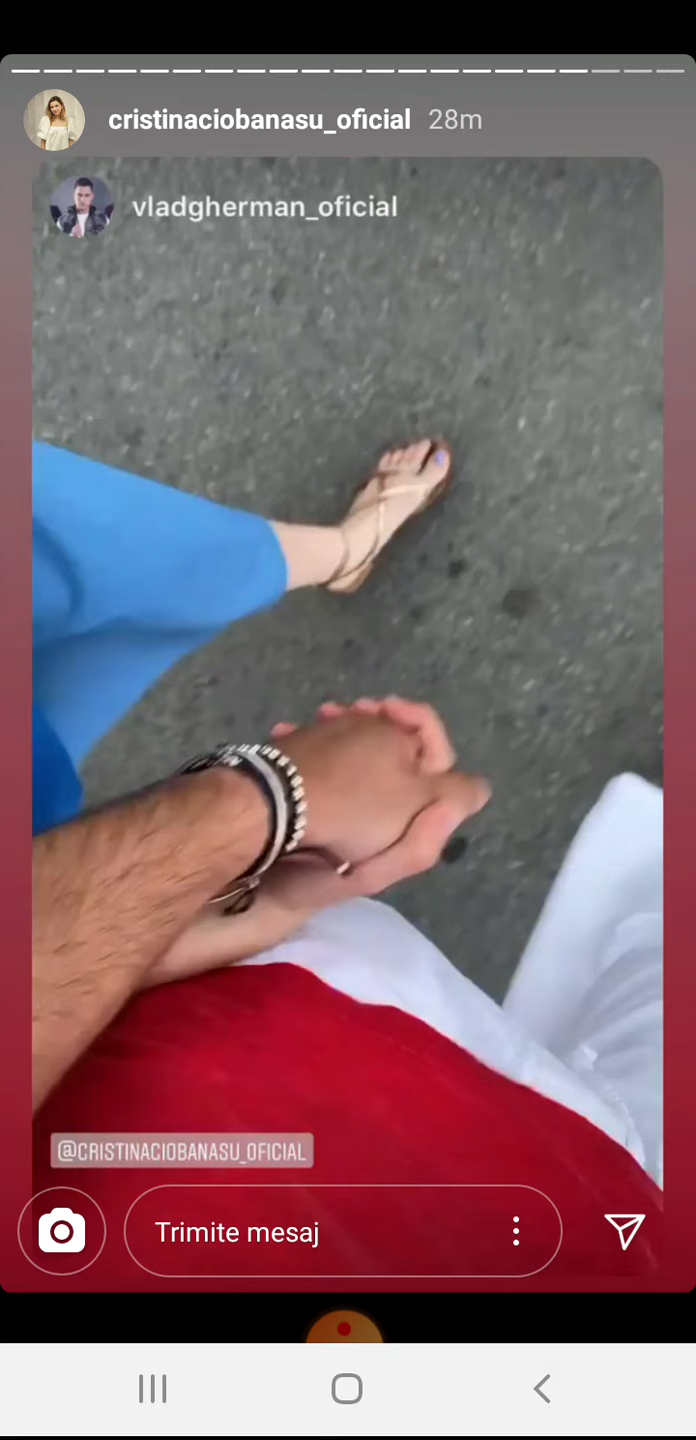 cristinaciobanasu_oficial 28m
vladgherman_oficial
@CRISTINACIOBANASU_OFICIAL
Trimite mesaj